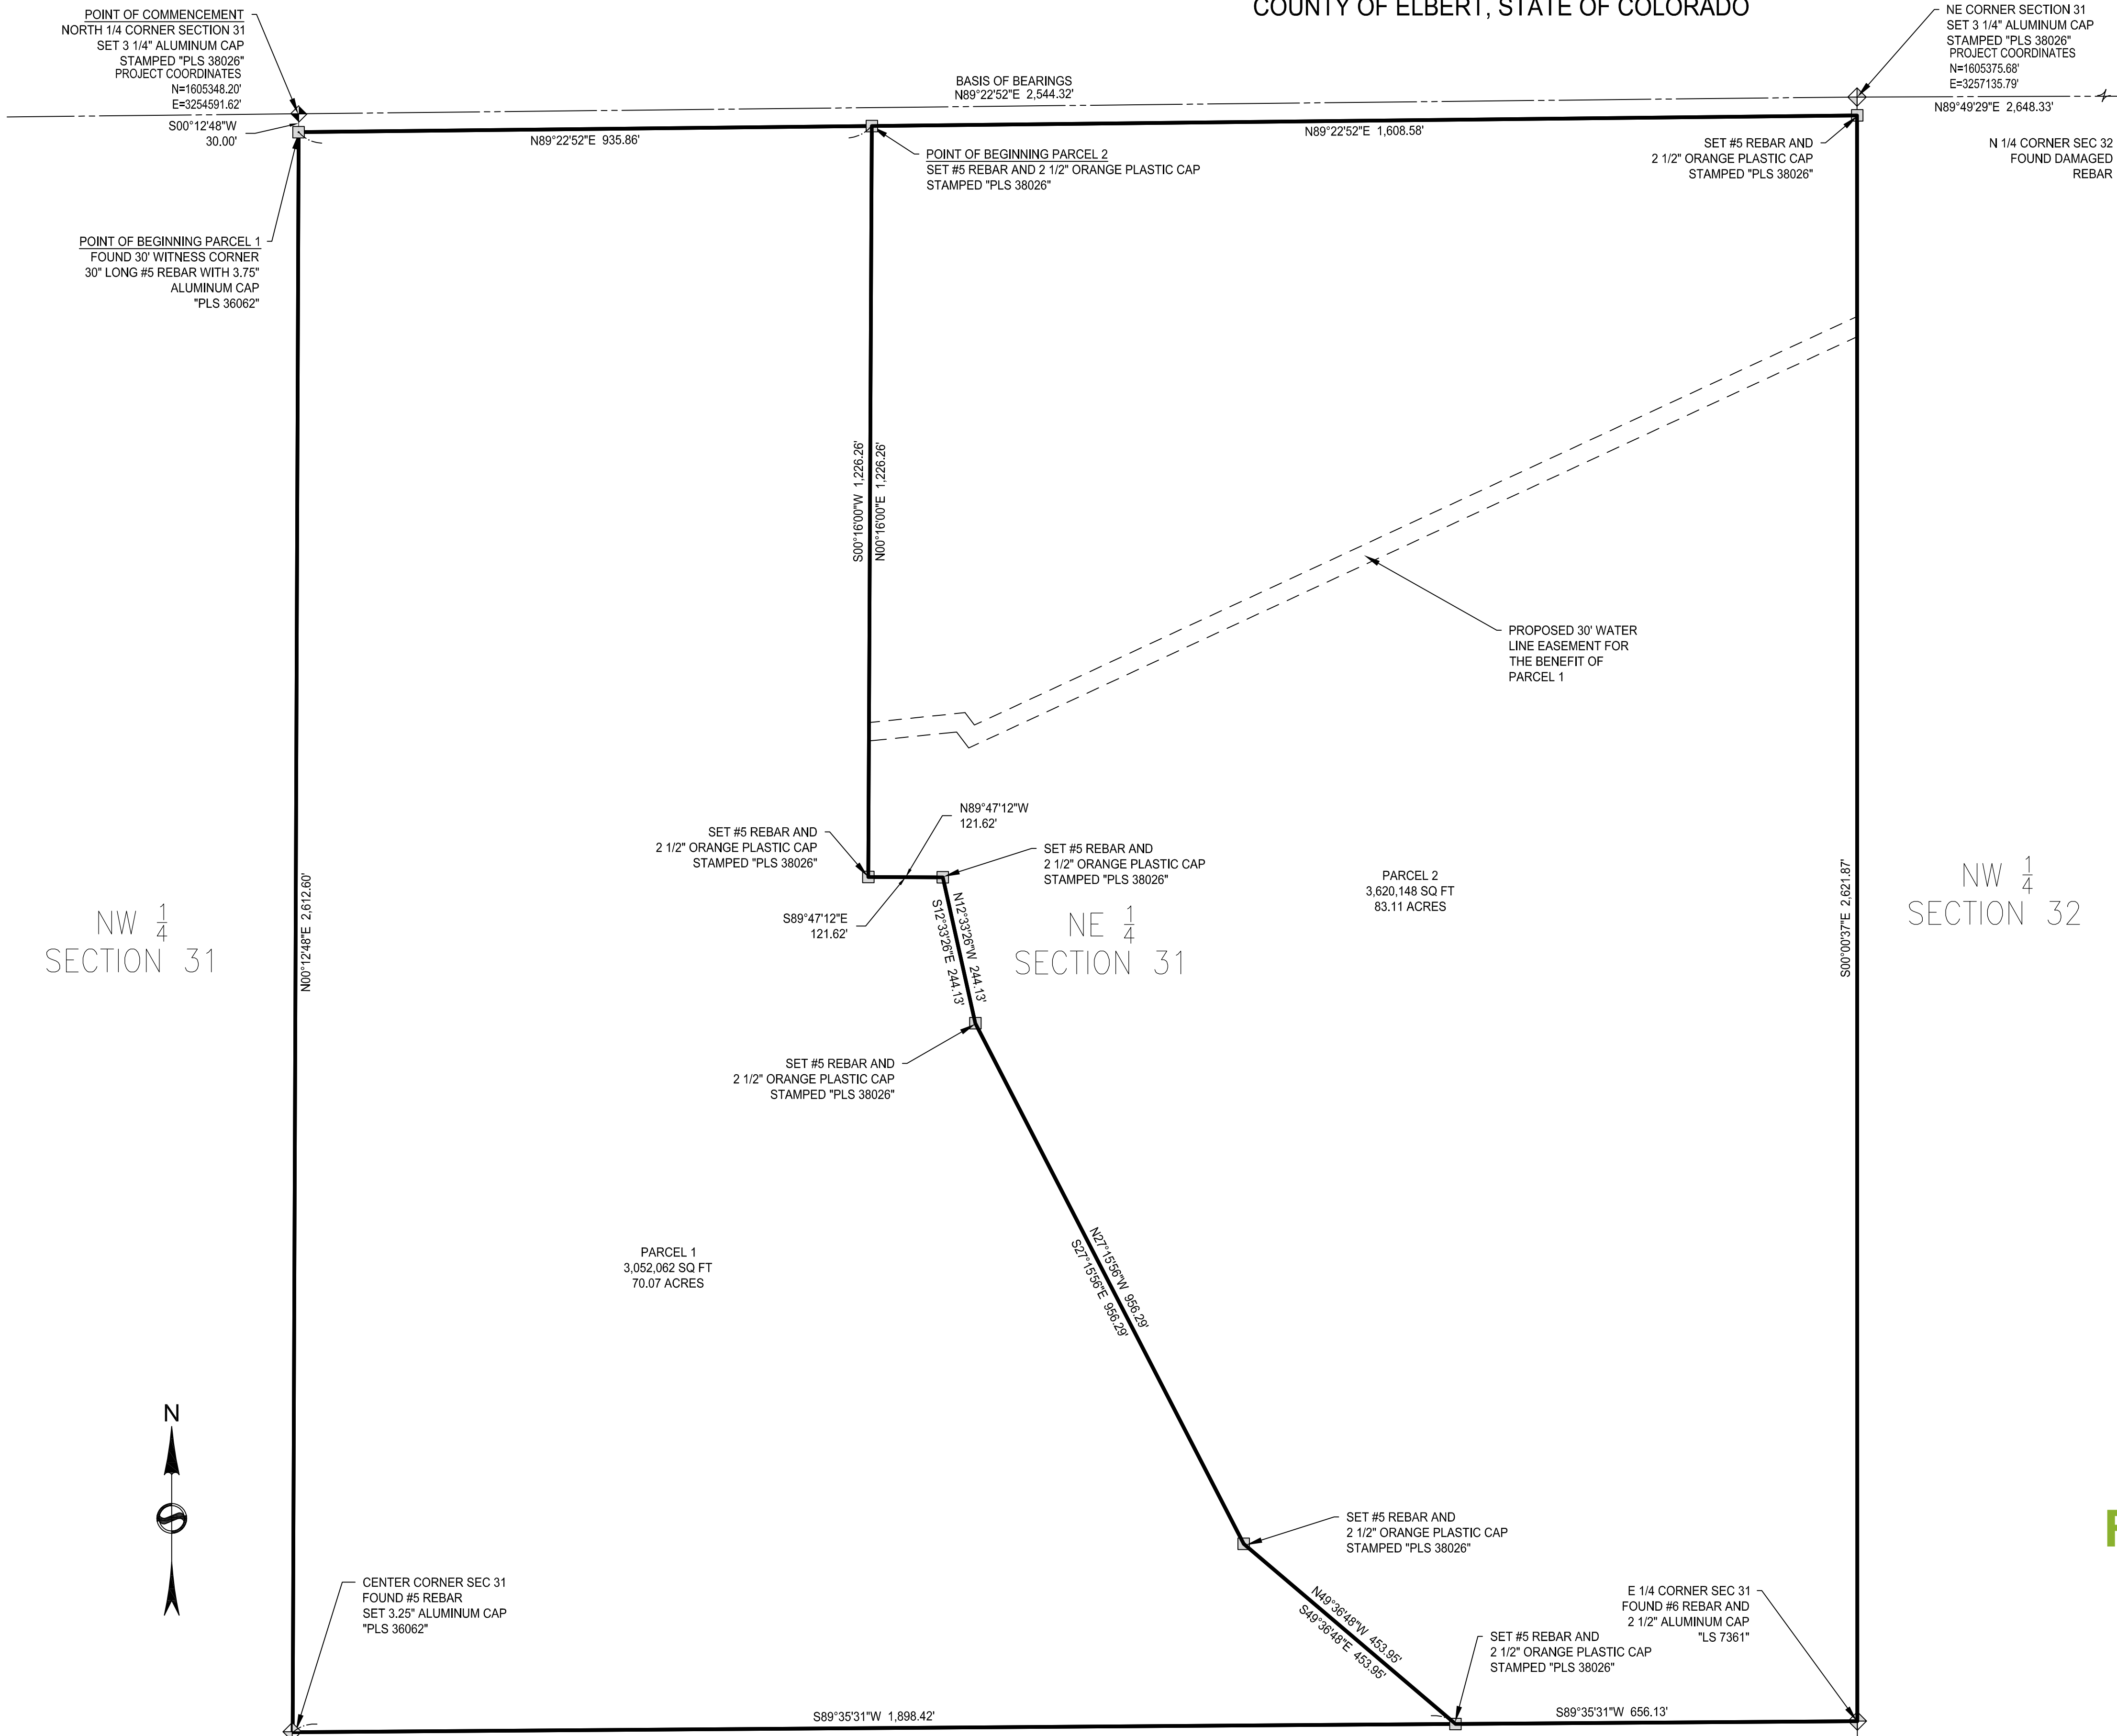 COUNTY OF ELBERT, STATE OF COLORADO
POINT OF COMMENCEMENT
NORTH 1/4 CORNER SECTION 31
SET 3 1/4" ALUMINUM CAP
STAMPED "PLS 38026"
PROJECT COORDINATES
N=1605348.20'
E=3254591.62'
NE CORNER SECTION 31
SET 3 1/4" ALUMINUM CAP
STAMPED "PLS 38026"
PROJECT COORDINATES
N=1605375.68'
E=3257135.79'
BASIS OF BEARINGS
N89°22'52"E 2,544.32'
N89°49'29"E 2,648.33'
S00°12'48"W
30.00'
N89°22'52"E 935.86'
N89°22'52"E 1,608.58'
POINT OF BEGINNING PARCEL 2
SET #5 REBAR AND 2 1/2" ORANGE PLASTIC CAP
STAMPED "PLS 38026"
SET #5 REBAR AND
2 1/2" ORANGE PLASTIC CAP
STAMPED "PLS 38026"
N 1/4 CORNER SEC 32
FOUND DAMAGED
REBAR
POINT OF BEGINNING PARCEL 1
FOUND 30' WITNESS CORNER
30" LONG #5 REBAR WITH 3.75"
ALUMINUM CAP
"PLS 36062"
S00°16'00"W 1,226.26'
N00°16'00"E 1,226.26'
PROPOSED 30' WATER
LINE EASEMENT FOR
THE BENEFIT OF
PARCEL 1
N89°47'12"W
121.62'
SET #5 REBAR AND
2 1/2" ORANGE PLASTIC CAP
STAMPED "PLS 38026"
SET #5 REBAR AND
2 1/2" ORANGE PLASTIC CAP
STAMPED "PLS 38026"
S89°47'12"E
121.62'
N12°33'26"W 244.13'
S12°33'26"E 244.13'
PARCEL 2
3,620,148 SQ FT
83.11 ACRES
NW 1/4
SECTION 31
N00°12'48"E 2,612.60'
NE 1/4
SECTION 31
S00°00'37"E 2,621.87'
NW 1/4
SECTION 32
SET #5 REBAR AND
2 1/2" ORANGE PLASTIC CAP
STAMPED "PLS 38026"
N27°15'56"W 956.29'
S27°15'56"E 956.29'
PARCEL 1
3,052,062 SQ FT
70.07 ACRES
N
SET #5 REBAR AND
2 1/2" ORANGE PLASTIC CAP
STAMPED "PLS 38026"
CENTER CORNER SEC 31
FOUND #5 REBAR
SET 3.25" ALUMINUM CAP
"PLS 36062"
N49°36'48"W 453.95'
S49°36'48"E 453.95'
E 1/4 CORNER SEC 31
FOUND #6 REBAR AND
2 1/2" ALUMINUM CAP
"LS 7361"
SET #5 REBAR AND
2 1/2" ORANGE PLASTIC CAP
STAMPED "PLS 38026"
S89°35'31"W 1,898.42'
S89°35'31"W 656.13'